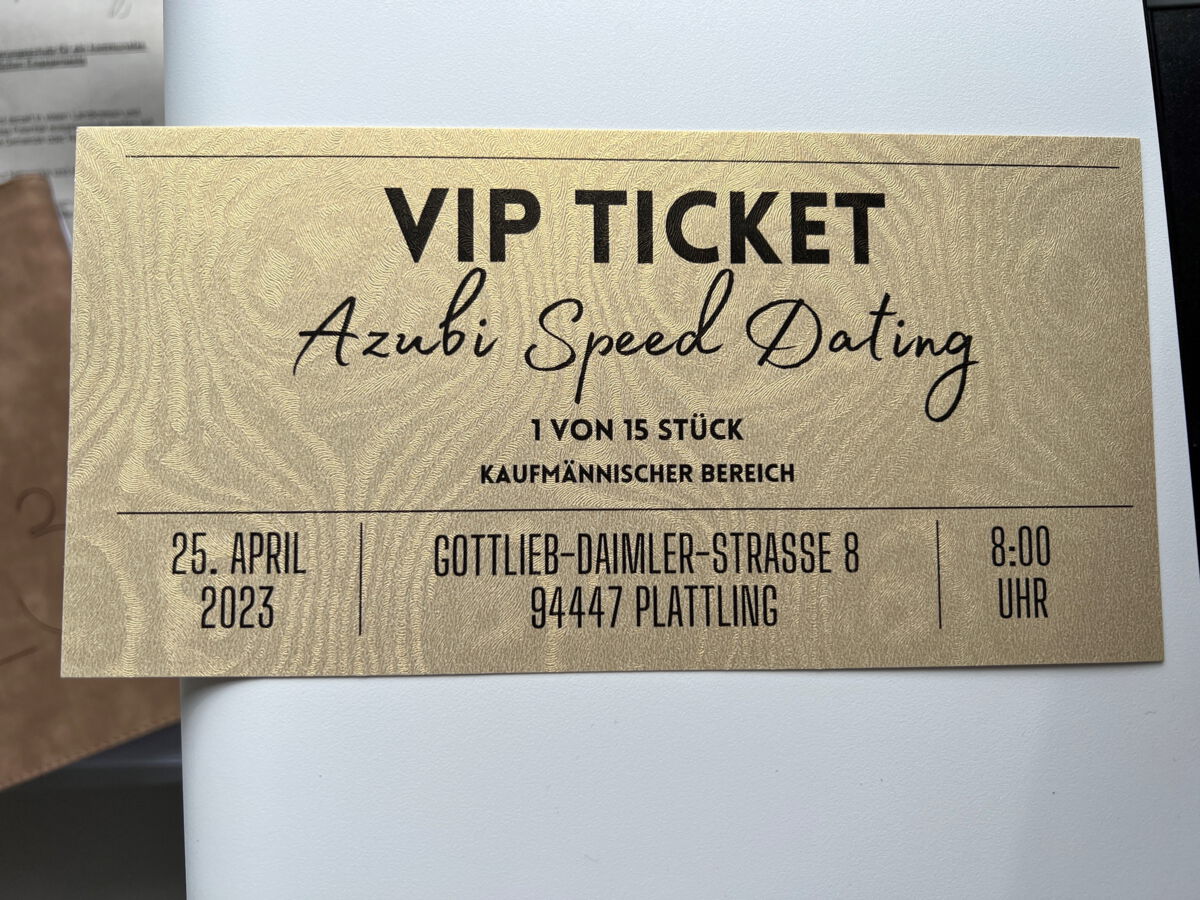 VIP TICKET
Azubi Speed Dating
1 VON 15 STÜCK
KAUFMÄNNISCHER BEREICH
25. APRIL
2023
GOTTLIEB-DAIMLER-STRASSE 8
94447 PLATTLING
8:00
UHR